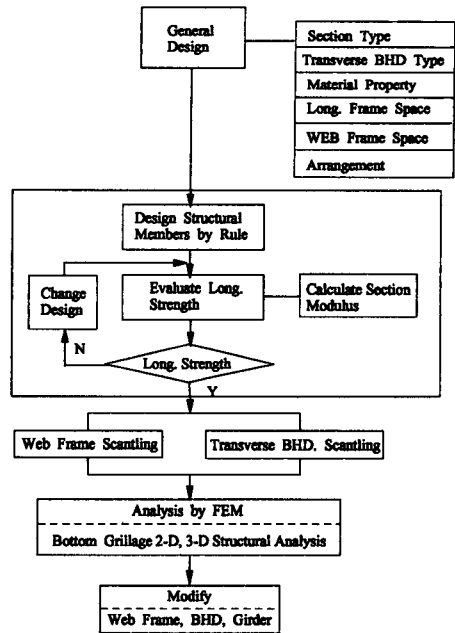 General
Design
Section Type
Transverse BHD Type
Material Property
Long. Frame Space
WEB Frame Space
Arrangement
Design Structural
Members by Rule
Change
Design
Evaluate Long.
Strength
Calculate Section
Modulus
N
Long. Strength
Y
Web Frame Scantling
Transverse BHD. Scantling
Analysis by FEM
Bottom Grillage 2-D, 3-D Structural Analysis
Modify
Web Frame, BHD, Girder